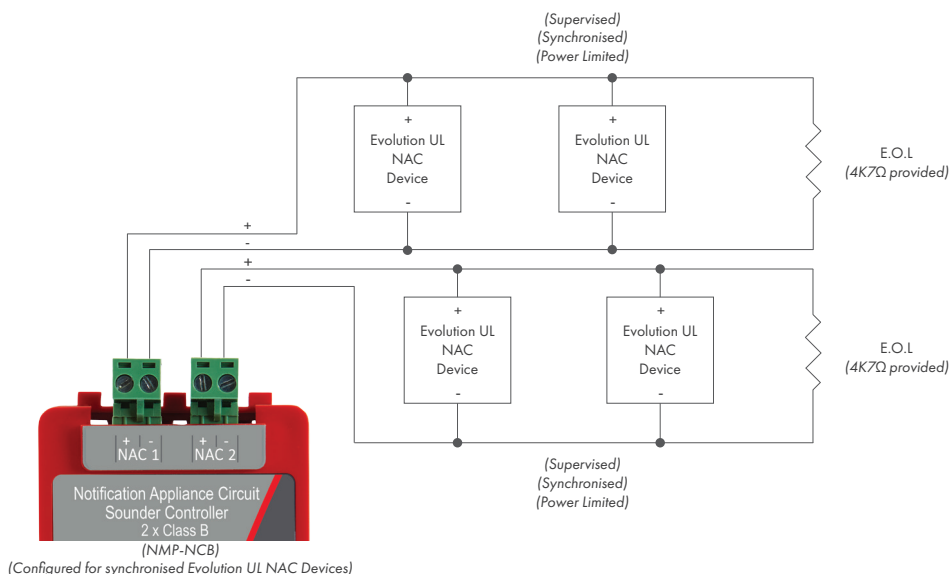 (Supervised)
(Synchronised)
(Power Limited)
+
Evolution UL
NAC
Device
-
+
Evolution UL
NAC
Device
-
E.O.L
(4K7Ω provided)
+
-
+
-
+
Evolution UL
NAC
Device
-
+
Evolution UL
NAC
Device
-
E.O.L
(4K7Ω provided)
+ - + -
NAC 1 NAC 2
(Supervised)
(Synchronised)
(Power Limited)
Notification Appliance Circuit
Sounder Controller
2 x Class B
(NMP-NCB)
(Configured for synchronised Evolution UL NAC Devices)